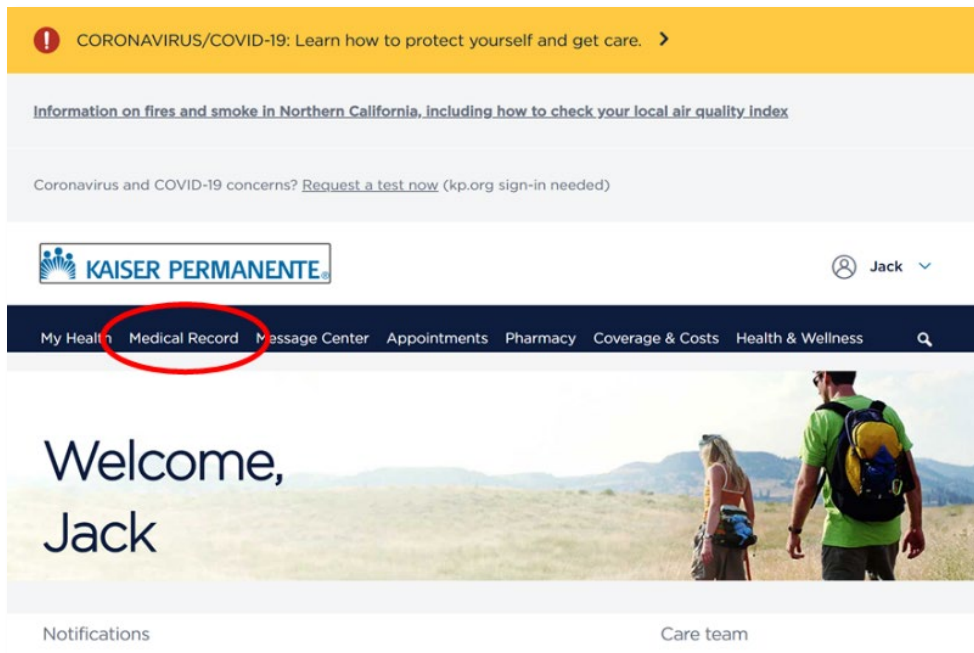 CORONAVIRUS/COVID-19: Learn how to protect yourself and get care.
Information on fires and smoke in Northern California, including how to check your local air quality index
Coronavirus and COVID-19 concerns? Request a test now (kp.org sign-in needed)
KAISER PERMANENTE®
Jack
My Health Medical Record Message Center Appointments Pharmacy Coverage & Costs Health & Wellness
Welcome,
Jack
Notifications Care team